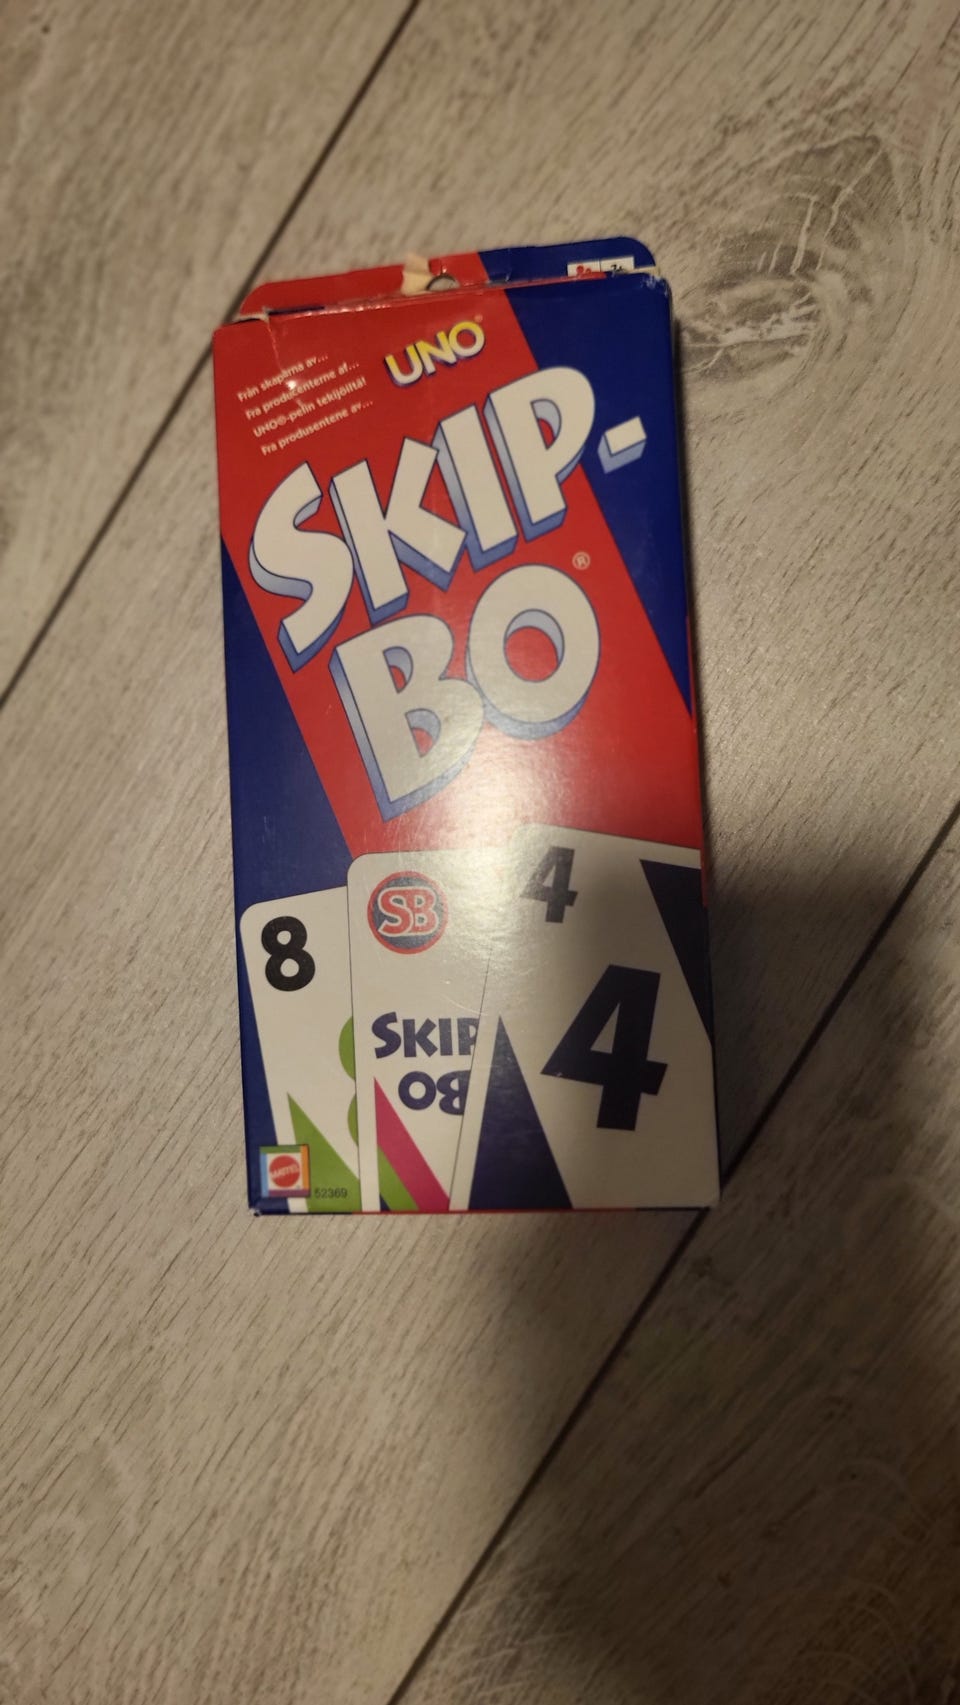 Från skaparna av...
Fra producenterne af...
UNO®-pelin tekijöiltä!
Fra produsentene av...
UNO®
SKIP-
BO®
8
SB
SKIP
BO
4
4
MATTEL
52369